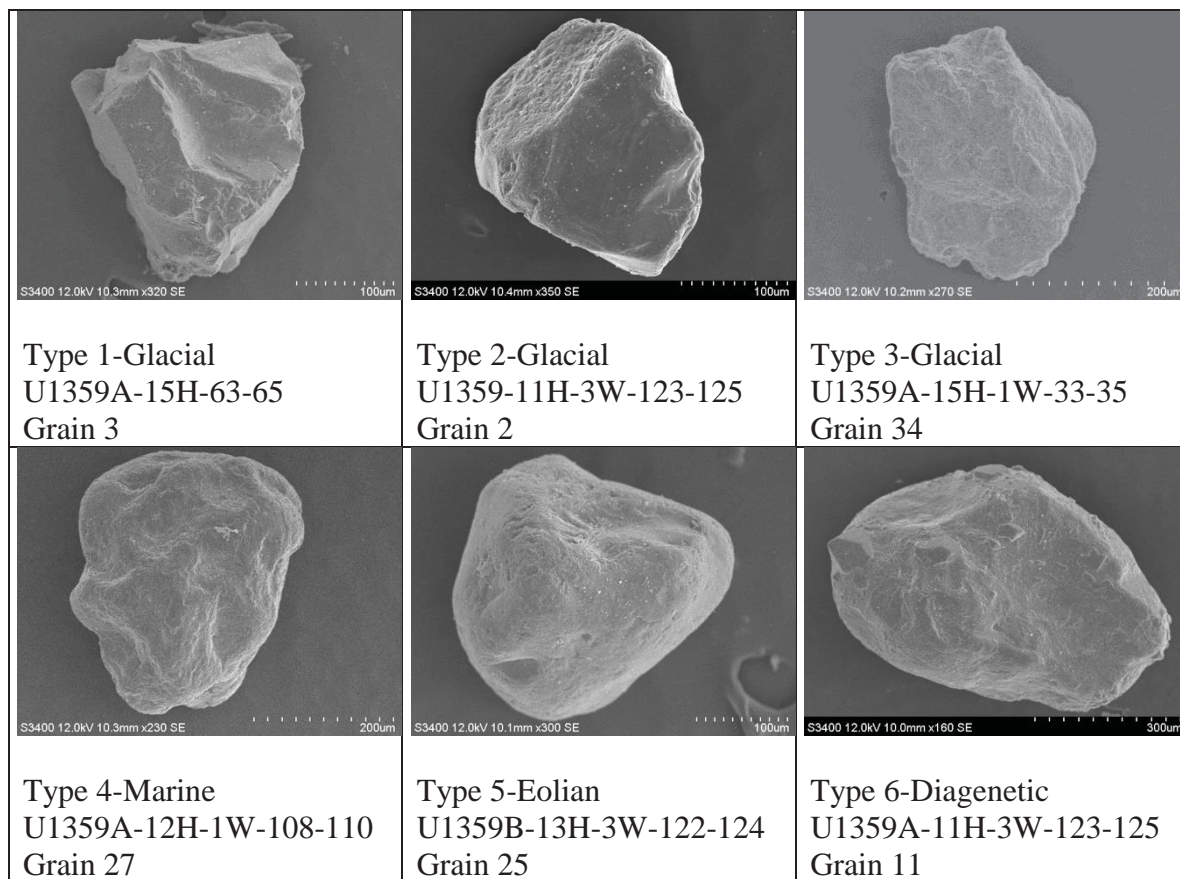 S3400 12.0kV 10.3mm x320 SE 100um
S3400 12.0kV 10.4mm x350 SE 100um
S3400 12.0kV 10.2mm x270 SE 200um
Type 1-Glacial
U1359A-15H-63-65
Grain 3
Type 2-Glacial
U1359-11H-3W-123-125
Grain 2
Type 3-Glacial
U1359A-15H-1W-33-35
Grain 34
S3400 12.0kV 10.3mm x230 SE 200um
S3400 12.0kV 10.1mm x300 SE 100um
S3400 12.0kV 10.0mm x160 SE 300um
Type 4-Marine
U1359A-12H-1W-108-110
Grain 27
Type 5-Eolian
U1359B-13H-3W-122-124
Grain 25
Type 6-Diagenetic
U1359A-11H-3W-123-125
Grain 11